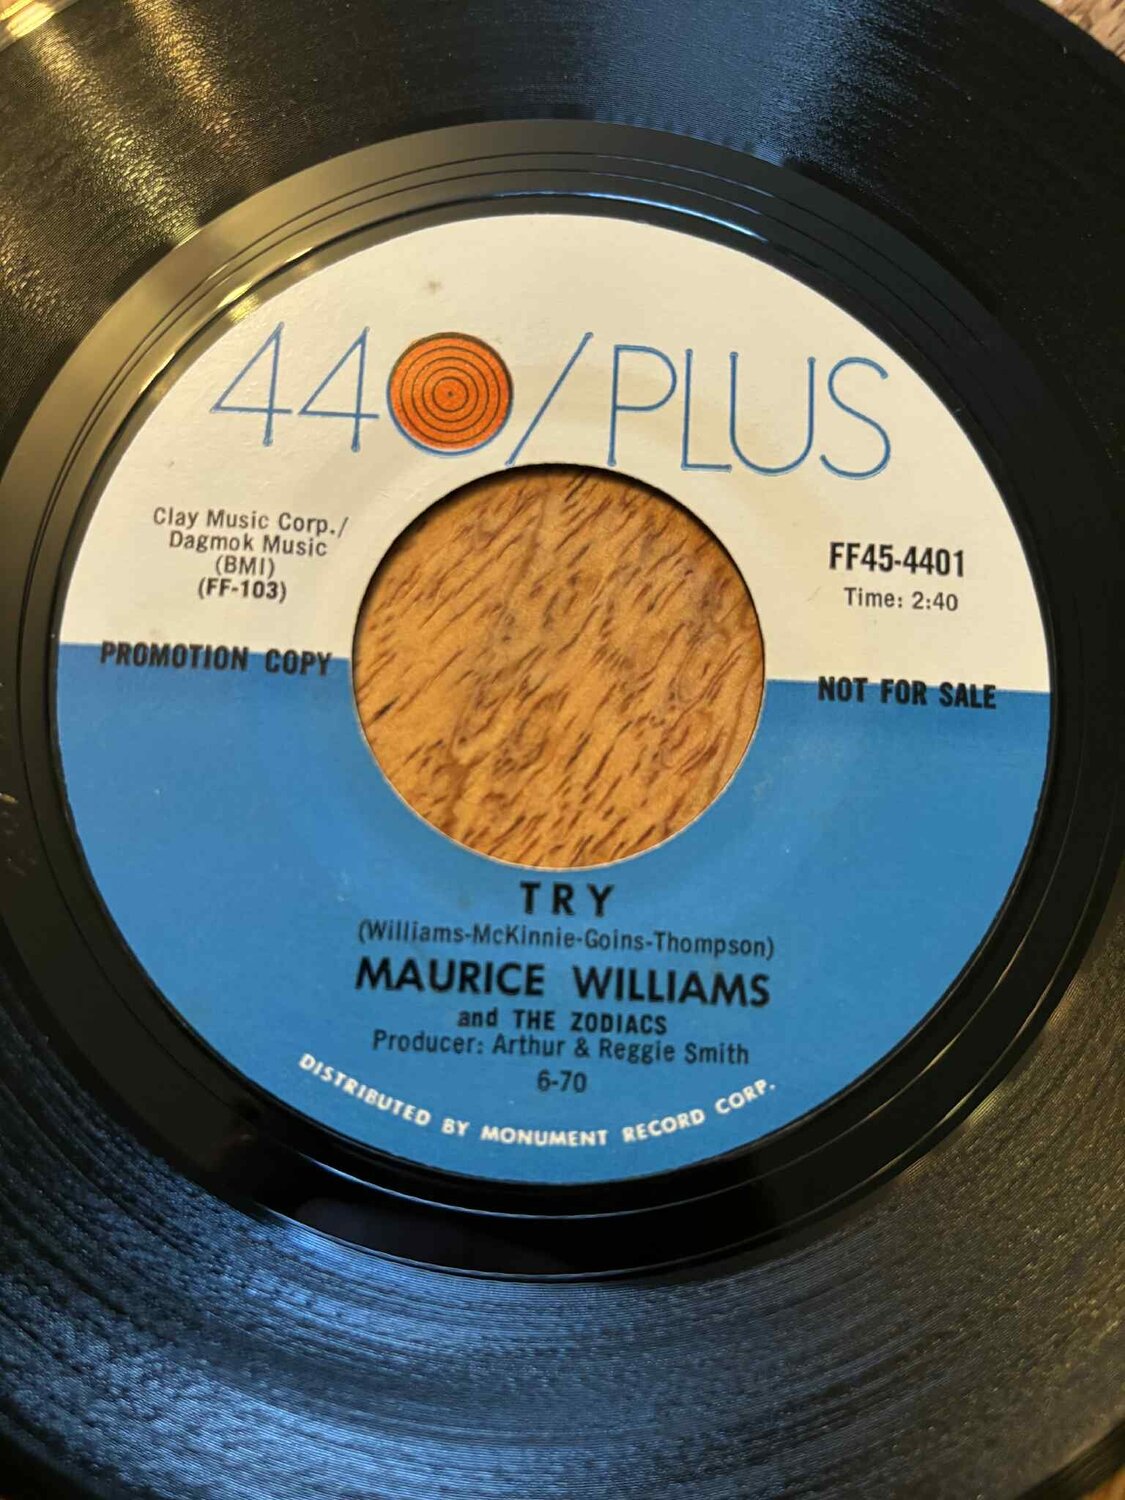 440/PLUS
Clay Music Corp./
Dagmok Music
(BMI)
(FF-103)
FF45-4401
Time: 2:40
PROMOTION COPY
NOT FOR SALE
TRY
(Williams-McKinnie-Goins-Thompson)
MAURICE WILLIAMS
and THE ZODIACS
Producer: Arthur & Reggie Smith
6-70
DISTRIBUTED BY MONUMENT RECORD CORP.